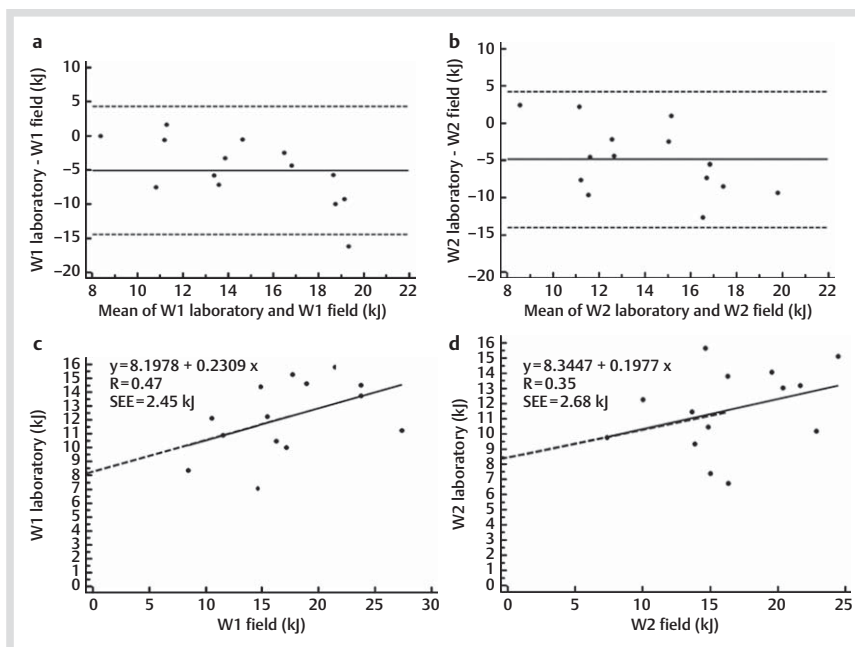 a
W1 laboratory - W1 field (kJ)
10
5
0
−5
−10
−15
−20
8 10 12 14 16 18 20 22
Mean of W1 laboratory and W1 field (kJ)
b
W2 laboratory - W2 field (kJ)
10
5
0
−5
−10
−15
−20
8 10 12 14 16 18 20 22
Mean of W2 laboratory and W2 field (kJ)
c
y=8.1978 + 0.2309 x
R=0.47
SEE=2.45 kJ
W1 laboratory (kJ)
16
15
14
13
12
11
10
9
8
7
6
5
4
3
2
1
0
0 5 10 15 20 25 30
W1 field (kJ)
d
y=8.3447 + 0.1977 x
R=0.35
SEE=2.68 kJ
W2 laboratory (kJ)
16
15
14
13
12
11
10
9
8
7
6
5
4
3
2
1
0
0 5 10 15 20 25
W2 field (kJ)